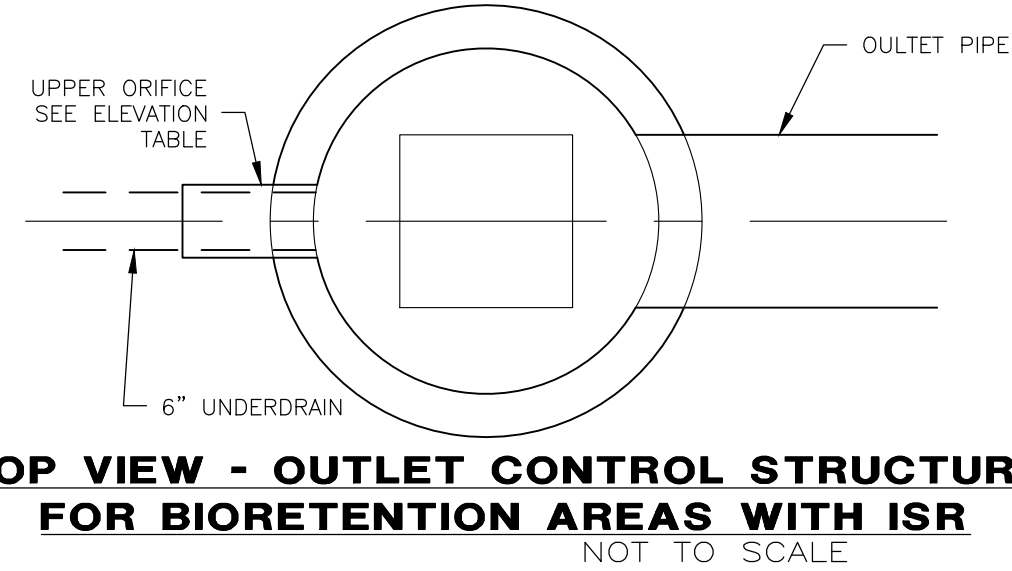 OULTET PIPE
UPPER ORIFICE
SEE ELEVATION
TABLE
6" UNDERDRAIN
OP VIEW - OUTLET CONTROL STRUCTUR
FOR BIORETENTION AREAS WITH ISR
NOT TO SCALE